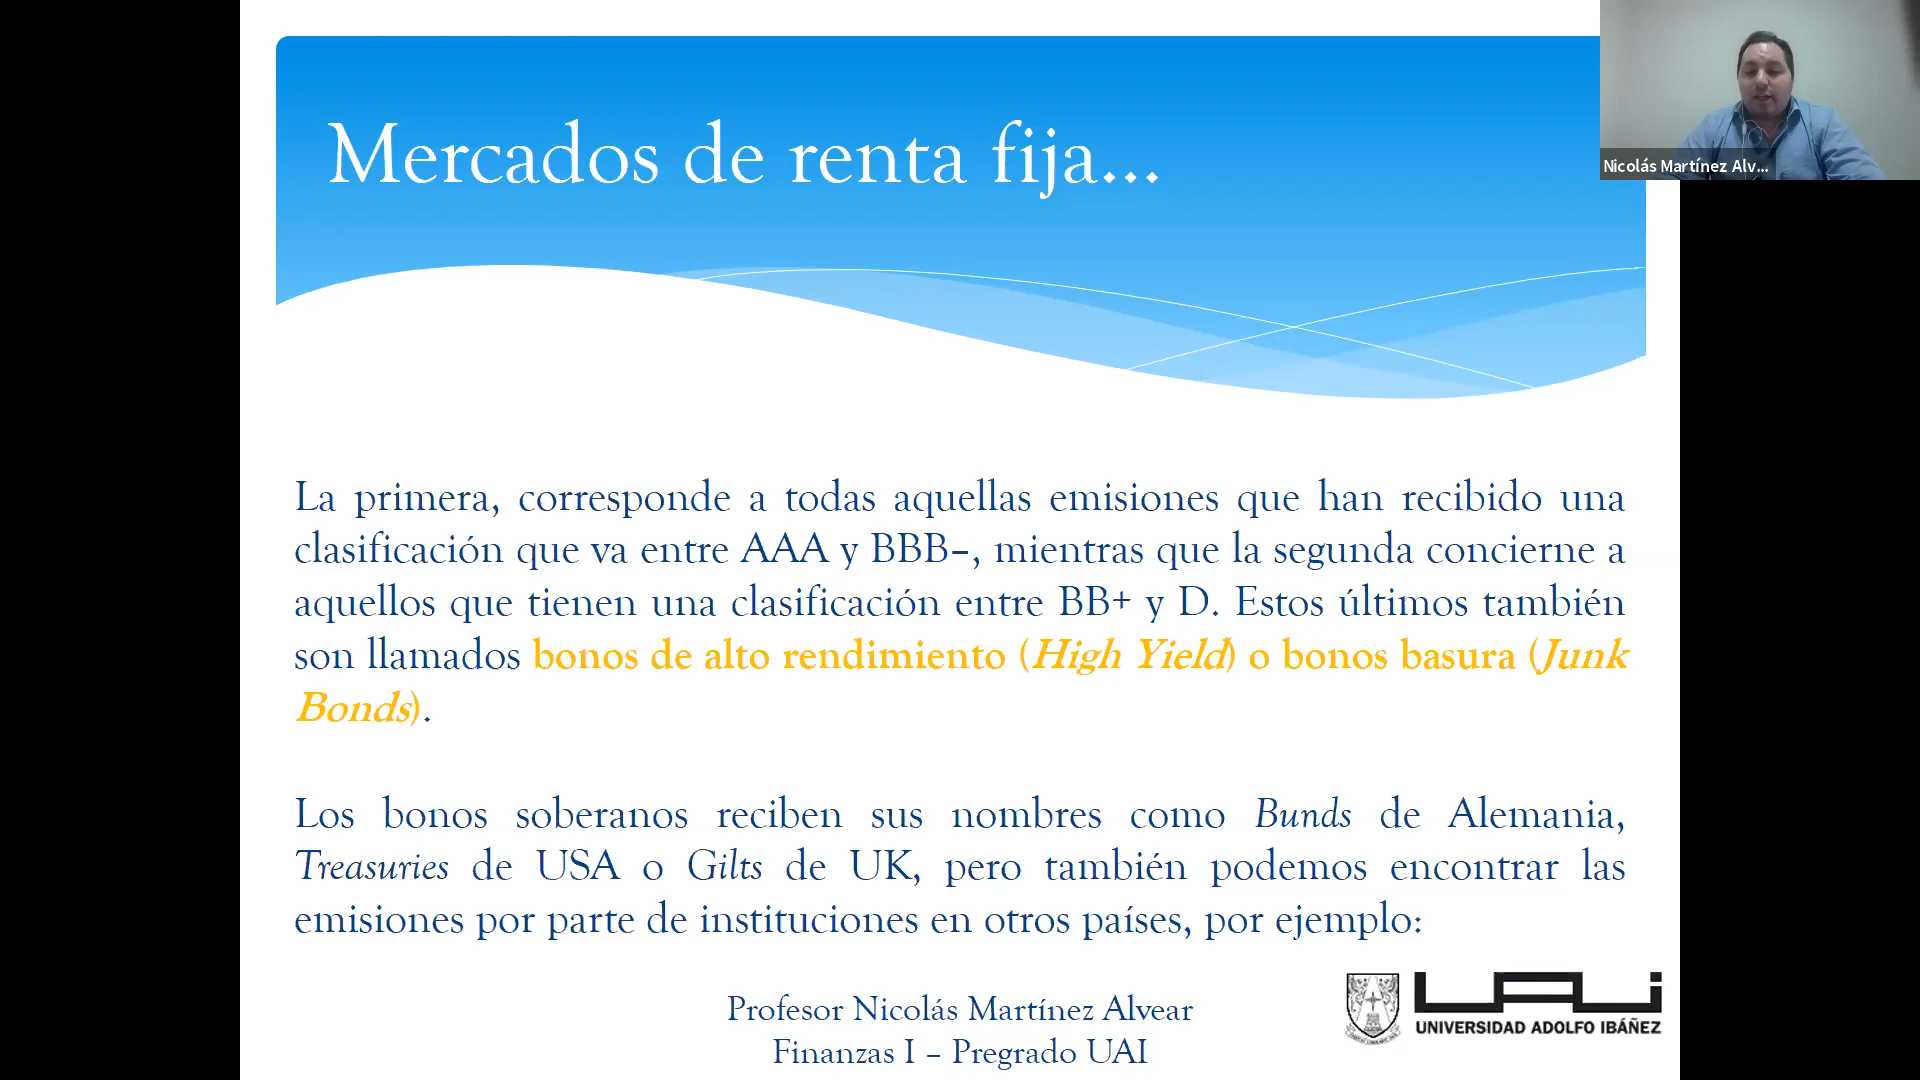 Mercados de renta fija...
Nicolás Martínez Alv...
La primera, corresponde a todas aquellas emisiones que han recibido una
clasificación que va entre AAA y BBB–, mientras que la segunda concierne a
aquellos que tienen una clasificación entre BB+ y D. Estos últimos también
son llamados bonos de alto rendimiento (High Yield) o bonos basura (Junk
Bonds).
Los bonos soberanos reciben sus nombres como Bunds de Alemania,
Treasuries de USA o Gilts de UK, pero también podemos encontrar las
emisiones por parte de instituciones en otros países, por ejemplo:
Profesor Nicolás Martínez Alvear
Finanzas I – Pregrado UAI
UAI
UNIVERSIDAD ADOLFO IBÁÑEZ